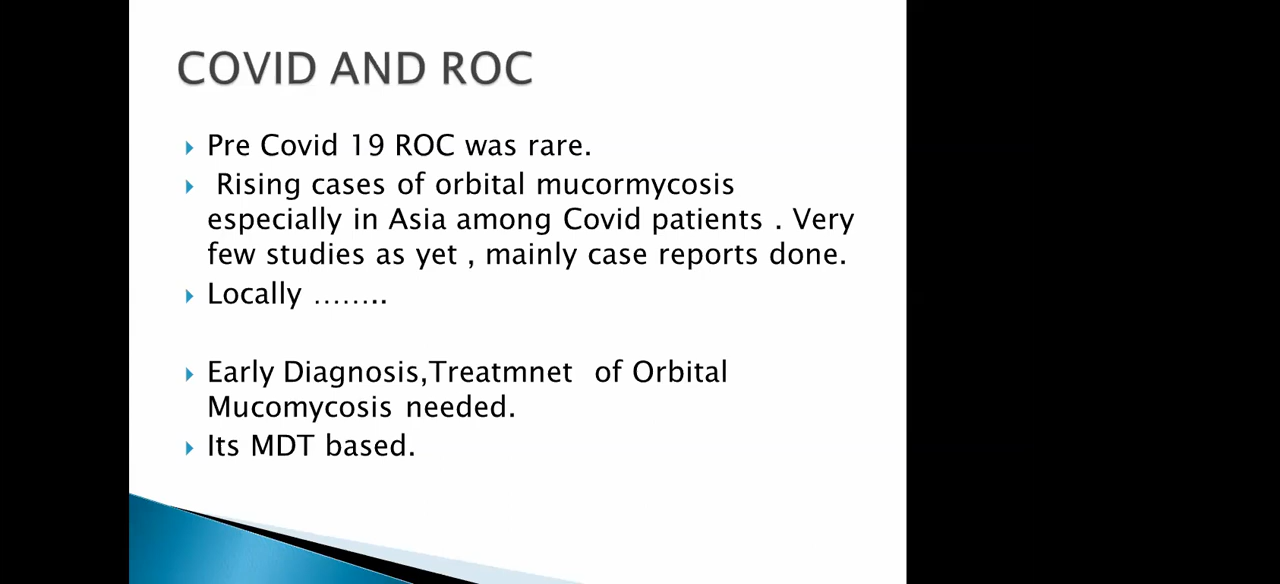 COVID AND ROC
Pre Covid 19 ROC was rare.
Rising cases of orbital mucormycosis
especially in Asia among Covid patients . Very
few studies as yet , mainly case reports done.
Locally ……..
Early Diagnosis,Treatmnet  of Orbital
Mucomycosis needed.
Its MDT based.